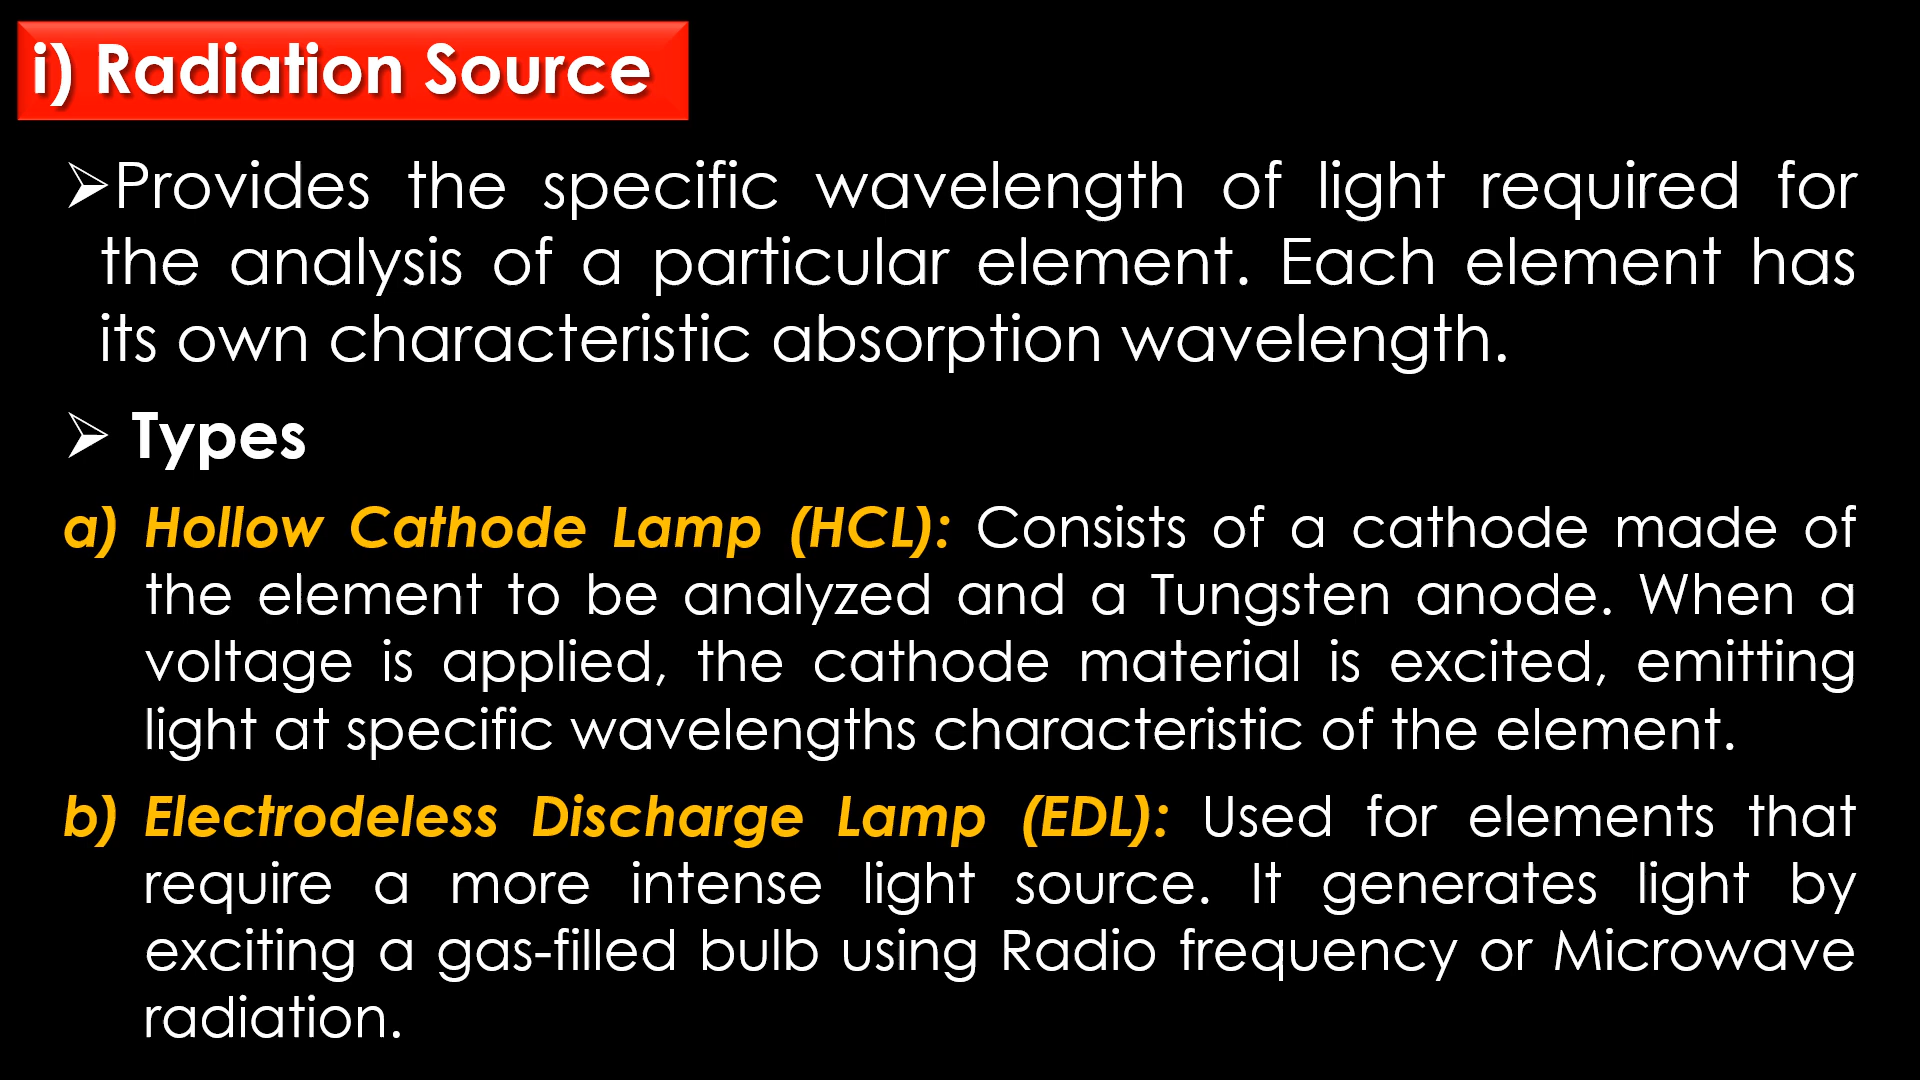 i) Radiation Source
➢Provides the specific wavelength of light required for
the analysis of a particular element. Each element has
its own characteristic absorption wavelength.
➢ Types
a) Hollow Cathode Lamp (HCL): Consists of a cathode made of
the element to be analyzed and a Tungsten anode. When a
voltage is applied, the cathode material is excited, emitting
light at specific wavelengths characteristic of the element.
b) Electrodeless Discharge Lamp (EDL): Used for elements that
require a more intense light source. It generates light by
exciting a gas-filled bulb using Radio frequency or Microwave
radiation.